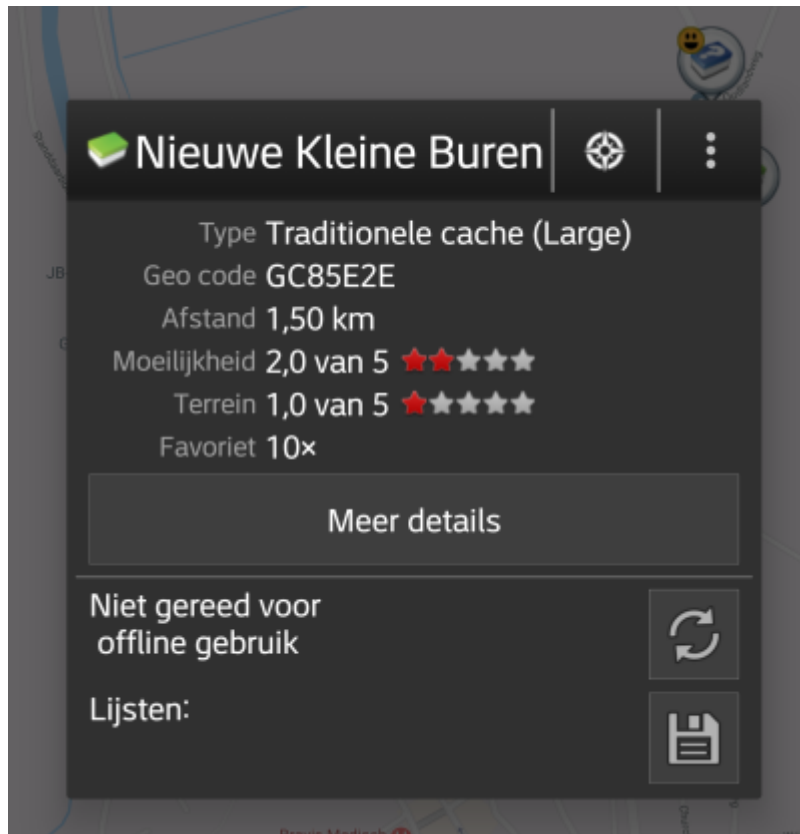 Nieuwe Kleine Buren
Type Traditionele cache (Large)
Geo code GC85E2E
JB
Afstand 1,50 km
G
Moeilijkheid 2,0 van 5
Terrein 1,0 van 5
Favoriet 10×
Meer details
Niet gereed voor
offline gebruik
Lijsten: